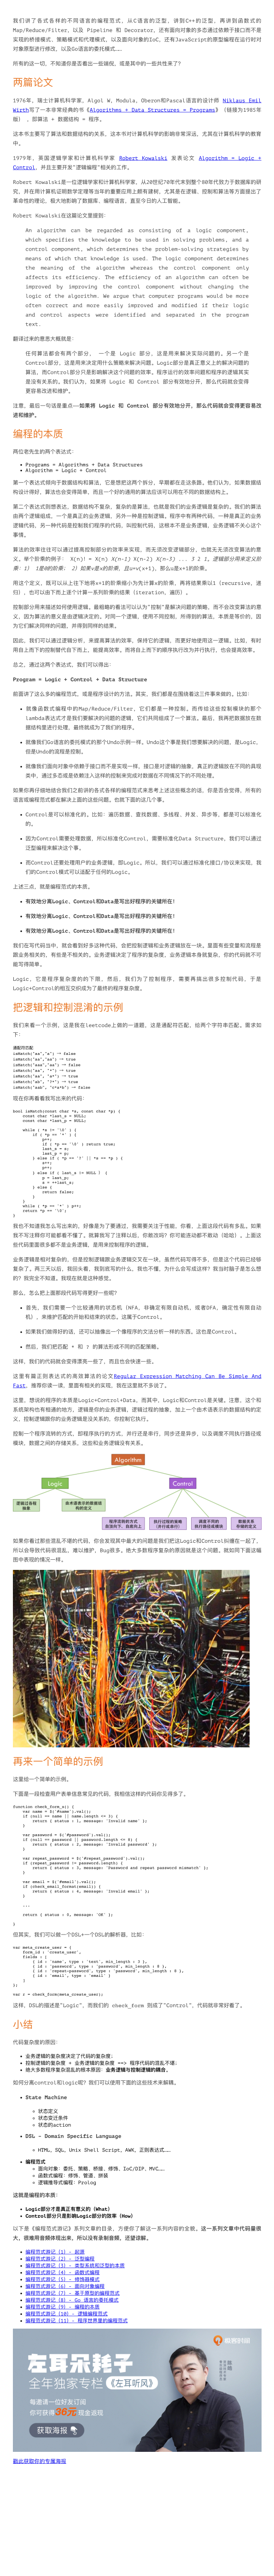 我们讲了各式各样的不同语言的编程范式，从C语言的泛型，讲到C++的泛型，再讲到函数式的
Map/Reduce/Filter，以及 Pipeline 和 Decorator，还有面向对象的多态通过依赖于接口而不是
实现的桥接模式、策略模式和代理模式，以及面向对象的IoC，还有JavaScript的原型编程在运行时
对对象原型进行修改，以及Go语言的委托模式……
所有的这一切，不知道你是否看出一些端倪，或是其中的一些共性来了？
两篇论文
1976年，瑞士计算机科学家，Algol W，Modula，Oberon和Pascal语言的设计师 Niklaus Emil
Wirth写了一本非常经典的书《Algorithms + Data Structures = Programs》（链接为1985年
版） ，即算法 + 数据结构 = 程序。
这本书主要写了算法和数据结构的关系，这本书对计算机科学的影响非常深远，尤其在计算机科学的教
育中。
1979年，英国逻辑学家和计算机科学家 Robert Kowalski 发表论文 Algorithm = Logic +
Control，并且主要开发“逻辑编程”相关的工作。
Robert Kowalski是一位逻辑学家和计算机科学家，从20世纪70年代末到整个80年代致力于数据库的研
究，并在用计算机证明数学定理等当年的重要应用上颇有建树，尤其是在逻辑、控制和算法等方面提出了
革命性的理论，极大地影响了数据库、编程语言，直至今日的人工智能。
Robert Kowalski在这篇论文里提到：
An algorithm can be regarded as consisting of a logic component,
which specifies the knowledge to be used in solving problems, and a
control component, which determines the problem-solving strategies by
means of which that knowledge is used. The logic component determines
the meaning of the algorithm whereas the control component only
affects its efficiency. The efficiency of an algorithm can often be
improved by improving the control component without changing the
logic of the algorithm. We argue that computer programs would be more
often correct and more easily improved and modified if their logic
and control aspects were identified and separated in the program
text.
翻译过来的意思大概就是：
任何算法都会有两个部分， 一个是 Logic 部分，这是用来解决实际问题的。另一个是
Control部分，这是用来决定用什么策略来解决问题。Logic部分是真正意义上的解决问题的
算法，而Control部分只是影响解决这个问题的效率。程序运行的效率问题和程序的逻辑其实
是没有关系的。我们认为，如果将 Logic 和 Control 部分有效地分开，那么代码就会变得
更容易改进和维护。
注意，最后一句话是重点——如果将 Logic 和 Control 部分有效地分开，那么代码就会变得更容易改
进和维护。
编程的本质
两位老先生的两个表达式：
• Programs = Algorithms + Data Structures
• Algorithm = Logic + Control
第一个表达式倾向于数据结构和算法，它是想把这两个拆分，早期都在走这条路。他们认为，如果数据结
构设计得好，算法也会变得简单，而且一个好的通用的算法应该可以用在不同的数据结构上。
第二个表达式则想表达，数据结构不复杂，复杂的是算法，也就是我们的业务逻辑是复杂的。我们的算法
由两个逻辑组成，一个是真正的业务逻辑，另外一种是控制逻辑。程序中有两种代码，一种是真正的业务
逻辑代码，另一种代码是控制我们程序的代码，叫控制代码，这根本不是业务逻辑，业务逻辑不关心这个
事情。
算法的效率往往可以通过提高控制部分的效率来实现，而无须改变逻辑部分，也就无须改变算法的意
义。举个阶乘的例子： X(n)！= X(n) X(n-1) X(n-2) X(n-3) ... 3 2 1。逻辑部分用来定义阶
乘：1） 1是0的阶乘； 2）如果v是x的阶乘，且u=v(x+1)，那么u是x+1的阶乘。
用这个定义，既可以从上往下地将x+1的阶乘缩小为先计算x的阶乘，再将结果乘以1（recursive，递
归），也可以由下而上逐个计算一系列阶乘的结果（iteration，遍历）。
控制部分用来描述如何使用逻辑。最粗略的看法可以认为“控制”是解决问题的策略，而不会改变算法的意
义，因为算法的意义是由逻辑决定的。对同一个逻辑，使用不同控制，所得到的算法，本质是等价的，因
为它们解决同样的问题，并得到同样的结果。
因此，我们可以通过逻辑分析，来提高算法的效率，保持它的逻辑，而更好地使用这一逻辑。比如，有时
用自上而下的控制替代自下而上，能提高效率。而将自上而下的顺序执行改为并行执行，也会提高效率。
总之，通过这两个表达式，我们可以得出：
Program = Logic + Control + Data Structure
前面讲了这么多的编程范式，或是程序设计的方法。其实，我们都是在围绕着这三件事来做的。比如：
• 就像函数式编程中的Map/Reduce/Filter，它们都是一种控制。而传给这些控制模块的那个
lambda表达式才是我们要解决的问题的逻辑，它们共同组成了一个算法。最后，我再把数据放在数
据结构里进行处理，最终就成为了我们的程序。
• 就像我们Go语言的委托模式的那个Undo示例一样。Undo这个事是我们想要解决的问题，是Logic，
但是Undo的流程是控制。
• 就像我们面向对象中依赖于接口而不是实现一样，接口是对逻辑的抽象，真正的逻辑放在不同的具现
类中，通过多态或是依赖注入这样的控制来完成对数据在不同情况下的不同处理。
如果你再仔细地结合我们之前讲的各式各样的编程范式来思考上述这些概念的话，你是否会觉得，所有的
语言或编程范式都在解决上面的这些问题。也就下面的这几个事。
• Control是可以标准化的。比如：遍历数据、查找数据、多线程、并发、异步等，都是可以标准化
的。
• 因为Control需要处理数据，所以标准化Control，需要标准化Data Structure，我们可以通过
泛型编程来解决这个事。
• 而Control还要处理用户的业务逻辑，即Logic。所以，我们可以通过标准化接口/协议来实现，我
们的Control模式可以适配于任何的Logic。
上述三点，就是编程范式的本质。
• 有效地分离Logic、Control和Data是写出好程序的关键所在！
• 有效地分离Logic、Control和Data是写出好程序的关键所在！
• 有效地分离Logic、Control和Data是写出好程序的关键所在！
我们在写代码当中，就会看到好多这种代码，会把控制逻辑和业务逻辑放在一块。里面有些变量和流程是
跟业务相关的，有些是不相关的。业务逻辑决定了程序的复杂度，业务逻辑本身就复杂，你的代码就不可
能写得简单。
Logic，它是程序复杂度的的下限，然后，我们为了控制程序，需要再搞出很多控制代码，于是
Logic+Control的相互交织成为了最终的程序复杂度。
把逻辑和控制混淆的示例
我们来看一个示例，这是我在leetcode上做的一道题，这是通配符匹配，给两个字符串匹配。需求如
下：
通配符匹配
isMatch("aa","a") → false
isMatch("aa","aa") → true
isMatch("aaa","aa") → false
isMatch("aa", "*") → true
isMatch("aa", "a*") → true
isMatch("ab", "?*") → true
isMatch("aab", "c*a*b") → false
现在你再看看我写出来的代码：
bool isMatch(const char *s, const char *p) {
const char *last_s = NULL;
const char *last_p = NULL;
while ( *s != '\0' ) {
if ( *p == '*' ) {
p++;
if ( *p == '\0' ) return true;
last_s = s;
last_p = p;
} else if ( *p == '?' || *s == *p ) {
s++;
p++;
} else if ( last_s != NULL ) {
p = last_p;
s = ++last_s;
} else {
return false;
}
}
while ( *p == '*' ) p++;
return *p == '\0';
}
我也不知道我怎么写出来的，好像是为了要通过，我需要关注于性能，你看，上面这段代码有多乱。如果
我不写注释你可能都看不懂了。就算我写了注释以后，你敢改吗？你可能动都不敢动（哈哈）。上面这
些代码里面很多都不是业务逻辑，是用来控制程序的逻辑。
业务逻辑是相对复杂的，但是控制逻辑跟业务逻辑交叉在一块，虽然代码写得不多，但是这个代码已经够
复杂了。再三天以后，我回头看，我到底写的什么，我也不懂，为什么会写成这样？我当时脑子是怎么想
的？我完全不知道。我现在就是这种感觉。
那么，怎么把上面那段代码写得更好一些呢？
• 首先，我们需要一个比较通用的状态机（NFA，非确定有限自动机，或者DFA，确定性有限自动
机），来维护匹配的开始和结束的状态。这属于Control。
• 如果我们做得好的话，还可以抽像出一个像程序的文法分析一样的东西。这也是Control。
• 然后，我们把匹配 * 和 ? 的算法形成不同的匹配策略。
这样，我们的代码就会变得漂亮一些了，而且也会快速一些。
这里有篇正则表达式的高效算法的论文Regular Expression Matching Can Be Simple And
Fast，推荐你读一读，里面有相关的实现，我在这里就不多说了。
这里，想说的程序的本质是Logic+Control+Data，而其中，Logic和Control是关键。注意，这个和
系统架构也有相通的地方，逻辑是你的业务逻辑，逻辑过程的抽象，加上一个由术语表示的数据结构的定
义，控制逻辑跟你的业务逻辑是没关系的，你控制它执行。
控制一个程序流转的方式，即程序执行的方式，并行还是串行，同步还是异步，以及调度不同执行路径或
模块，数据之间的存储关系，这些和业务逻辑没有关系。
Algorithm
Logic
Control
逻辑过程的
抽象
由术语表示的数据结
构的定义
程序流转的方式
自顶向下，自底向上
执行过程的策略
（并行或串行）
调度不同的
执行路径或模块
数据关系
存储的定义
如果你看过那些混乱不堪的代码，你会发现其中最大的问题是我们把这Logic和Control纠缠在一起了，
所以会导致代码很混乱，难以维护，Bug很多。绝大多数程序复杂的原因就是这个问题，就如同下面这幅
图中表现的情况一样。
再来一个简单的示例
这里给一个简单的示例。
下面是一段检查用户表单信息常见的代码，我相信这样的代码你见得多了。
function check_form_x() {
var name = $('#name').val();
if (null == name || name.length <= 3) {
return { status : 1, message: 'Invalid name' };
}
var password = $('#password').val();
if (null == password || password.length <= 8) {
return { status : 2, message: 'Invalid password' };
}
var repeat_password = $('#repeat_password').val();
if (repeat_password != password.length) {
return { status : 3, message: 'Password and repeat password mismatch' };
}
var email = $('#email').val();
if (check_email_format(email)) {
return { status : 4, message: 'Invalid email' };
}
...
return { status : 0, message: 'OK' };
}
但其实，我们可以做一个DSL+一个DSL的解析器，比如：
var meta_create_user = {
form_id : 'create_user',
fields : [
{ id : 'name', type : 'text', min_length : 3 },
{ id : 'password', type : 'password', min_length : 8 },
{ id : 'repeat-password', type : 'password', min_length : 8 },
{ id : 'email', type : 'email' }
]
};
var r = check_form(meta_create_user);
这样，DSL的描述是“Logic”，而我们的 check_form 则成了“Control”，代码就非常好看了。
小结
代码复杂度的原因：
• 业务逻辑的复杂度决定了代码的复杂度；
• 控制逻辑的复杂度 + 业务逻辑的复杂度 ==> 程序代码的混乱不堪；
• 绝大多数程序复杂混乱的根本原因：业务逻辑与控制逻辑的耦合。
如何分离control和logic呢？我们可以使用下面的这些技术来解耦。
• State Machine
状态定义
状态变迁条件
状态的action
• DSL – Domain Specific Language
HTML，SQL，Unix Shell Script，AWK，正则表达式……
• 编程范式
面向对象：委托、策略、桥接、修饰、IoC/DIP、MVC……
函数式编程：修饰、管道、拼装
逻辑推导式编程：Prolog
这就是编程的本质：
• Logic部分才是真正有意义的（What）
• Control部分只是影响Logic部分的效率（How）
以下是《编程范式游记》系列文章的目录，方便你了解这一系列内容的全貌。这一系列文章中代码量很
大，很难用音频体现出来，所以没有录制音频，还望谅解。
• 编程范式游记（1）- 起源
• 编程范式游记（2）- 泛型编程
• 编程范式游记（3）- 类型系统和泛型的本质
• 编程范式游记（4）- 函数式编程
• 编程范式游记（5）- 修饰器模式
• 编程范式游记（6）- 面向对象编程
• 编程范式游记（7）- 基于原型的编程范式
• 编程范式游记（8）- Go 语言的委托模式
• 编程范式游记（9）- 编程的本质
• 编程范式游记（10）- 逻辑编程范式
• 编程范式游记（11）- 程序世界里的编程范式
极客时间
左耳朵耗子
全年独家专栏《左耳听风》
每邀请一位好友订阅
你可获得36元现金返现
获取海报
戳此获取你的专属海报